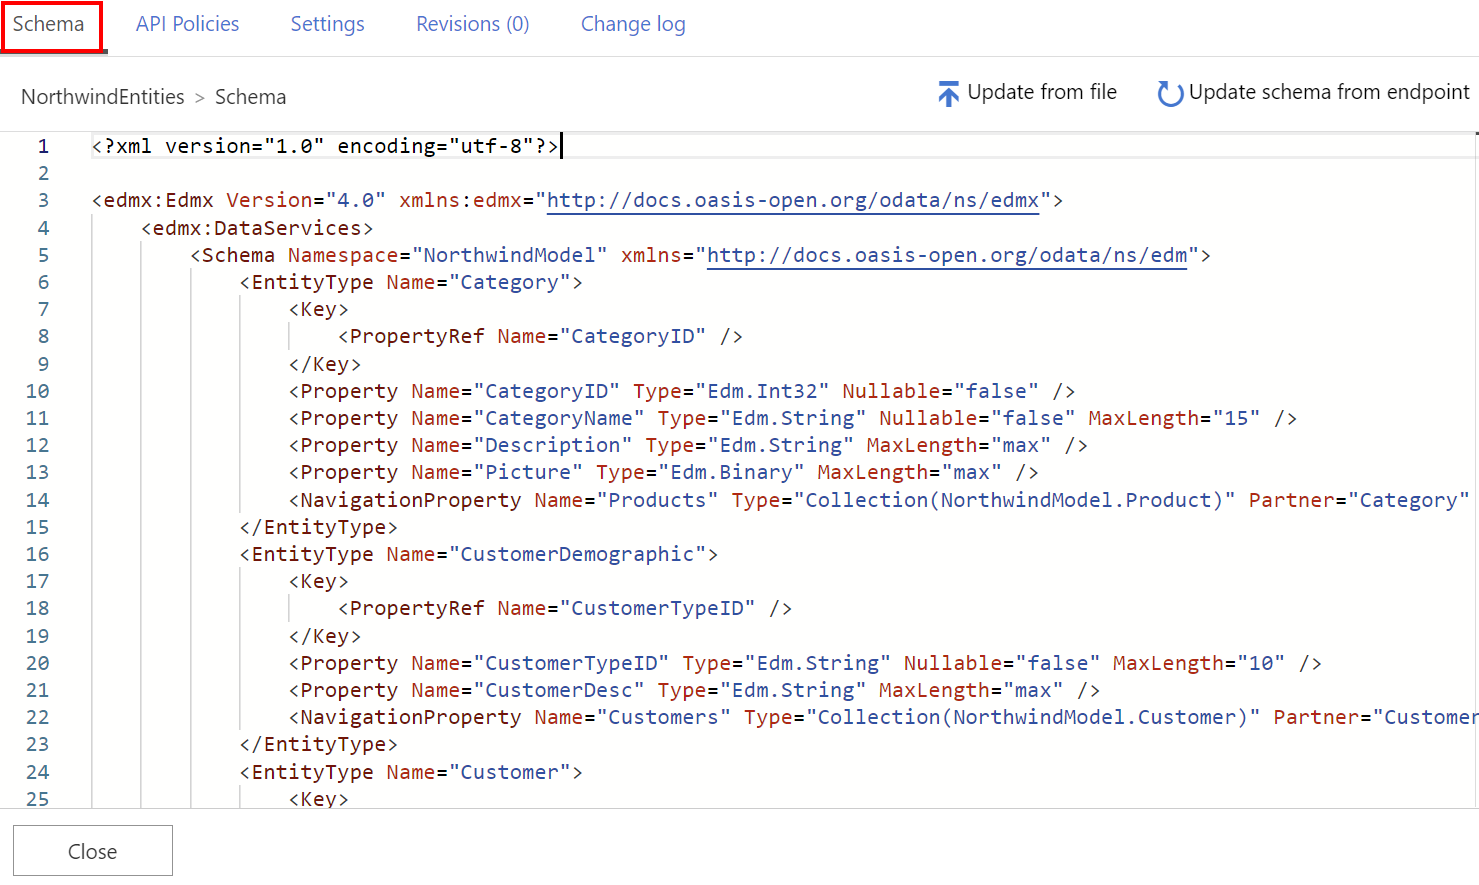 Schema API Policies Settings Revisions (0) Change log
NorthwindEntities > Schema Update from file Update schema from endpoint
1 <?xml version="1.0" encoding="utf-8"?>
2
3 <edmx:Edmx Version="4.0" xmlns:edmx="http://docs.oasis-open.org/odata/ns/edmx">
4 <edmx:DataServices>
5 <Schema Namespace="NorthwindModel" xmlns="http://docs.oasis-open.org/odata/ns/edm">
6 <EntityType Name="Category">
7 <Key>
8 <PropertyRef Name="CategoryID" />
9 </Key>
10 <Property Name="CategoryID" Type="Edm.Int32" Nullable="false" />
11 <Property Name="CategoryName" Type="Edm.String" Nullable="false" MaxLength="15" />
12 <Property Name="Description" Type="Edm.String" MaxLength="max" />
13 <Property Name="Picture" Type="Edm.Binary" MaxLength="max" />
14 <NavigationProperty Name="Products" Type="Collection(NorthwindModel.Product)" Partner="Category"
15 </EntityType>
16 <EntityType Name="CustomerDemographic">
17 <Key>
18 <PropertyRef Name="CustomerTypeID" />
19 </Key>
20 <Property Name="CustomerTypeID" Type="Edm.String" Nullable="false" MaxLength="10" />
21 <Property Name="CustomerDesc" Type="Edm.String" MaxLength="max" />
22 <NavigationProperty Name="Customers" Type="Collection(NorthwindModel.Customer)" Partner="Customer
23 </EntityType>
24 <EntityType Name="Customer">
25 <Key>
Close